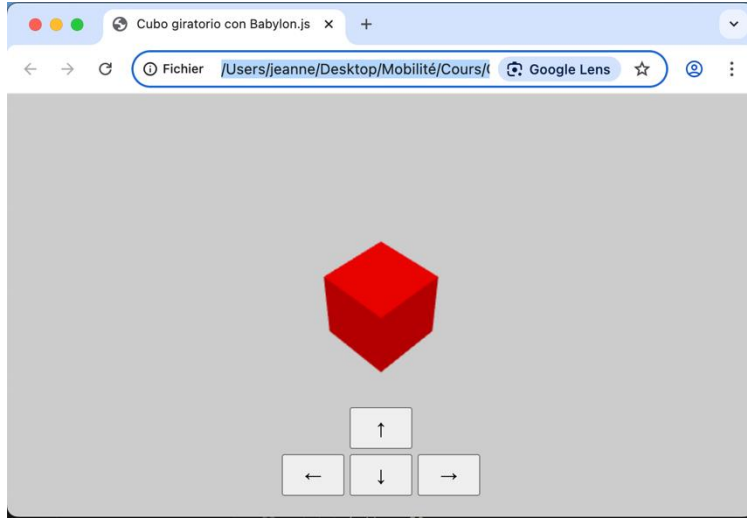 Cubo giratorio con Babylon.js
Fichier /Users/jeanne/Desktop/Mobilité/Cours/ Google Lens
↑
← ↓ →